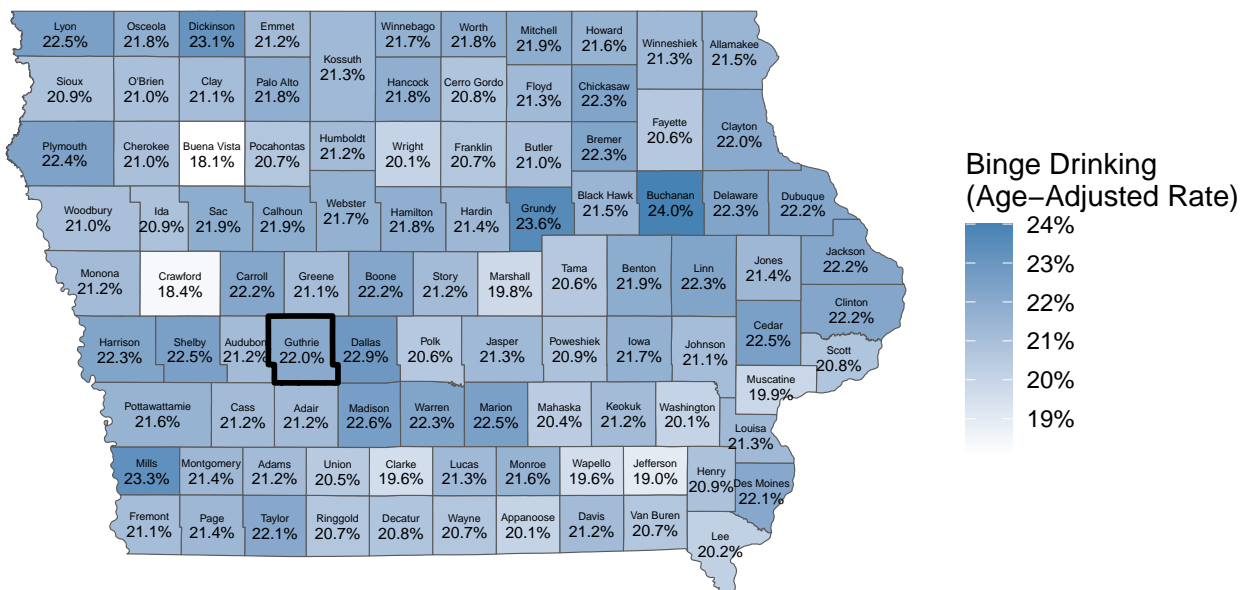 Lyon
22.5%
Osceola
21.8%
Dickinson
23.1%
Emmet
21.2%
Kossuth
21.3%
Winnebago
21.7%
Worth
21.8%
Mitchell
21.9%
Howard
21.6%
Winneshiek
21.3%
Allamakee
21.5%
Sioux
20.9%
O'Brien
21.0%
Clay
21.1%
Palo Alto
21.8%
Hancock
21.8%
Cerro Gordo
20.8%
Floyd
21.3%
Chickasaw
22.3%
Fayette
20.6%
Clayton
22.0%
Plymouth
22.4%
Cherokee
21.0%
Buena Vista
18.1%
Pocahontas
20.7%
Humboldt
21.2%
Wright
20.1%
Franklin
20.7%
Butler
21.0%
Bremer
22.3%
Woodbury
21.0%
Ida
20.9%
Sac
21.9%
Calhoun
21.9%
Webster
21.7%
Hamilton
21.8%
Hardin
21.4%
Grundy
23.6%
Black Hawk
21.5%
Buchanan
24.0%
Delaware
22.3%
Dubuque
22.2%
Monona
21.2%
Crawford
18.4%
Carroll
22.2%
Greene
21.1%
Boone
22.2%
Story
21.2%
Marshall
19.8%
Tama
20.6%
Benton
21.9%
Linn
22.3%
Jones
21.4%
Jackson
22.2%
Clinton
22.2%
Harrison
22.3%
Shelby
22.5%
Audubon
21.2%
Guthrie
22.0%
Dallas
22.9%
Polk
20.6%
Jasper
21.3%
Poweshiek
20.9%
Iowa
21.7%
Johnson
21.1%
Cedar
22.5%
Scott
20.8%
Muscatine
19.9%
Pottawattamie
21.6%
Cass
21.2%
Adair
21.2%
Madison
22.6%
Warren
22.3%
Marion
22.5%
Mahaska
20.4%
Keokuk
21.2%
Washington
20.1%
Louisa
21.3%
Mills
23.3%
Montgomery
21.4%
Adams
21.2%
Union
20.5%
Clarke
19.6%
Lucas
21.3%
Monroe
21.6%
Wapello
19.6%
Jefferson
19.0%
Henry
20.9%
Des Moines
22.1%
Fremont
21.1%
Page
21.4%
Taylor
22.1%
Ringgold
20.7%
Decatur
20.8%
Wayne
20.7%
Appanoose
20.1%
Davis
21.2%
Van Buren
20.7%
Lee
20.2%
Binge Drinking
(Age−Adjusted Rate)
24%
23%
22%
21%
20%
19%